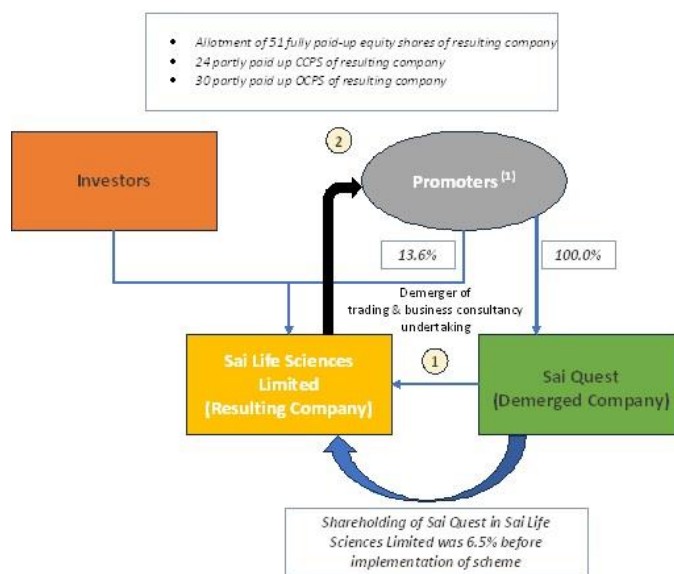 • Allotment of 51 fully paid-up equity shares of resulting company
• 24 partly paid up CCPS of resulting company
• 30 partly paid up OCPS of resulting company
2
Investors
Promoters [1]
13.6%
100.0%
Demerger of
trading & business consultancy
undertaking
Sai Life Sciences
Limited
(Resulting Company)
1
Sai Quest
(Demerged Company)
Shareholding of Sai Quest in Sai Life
Sciences Limited was 6.5% before
implementation of scheme